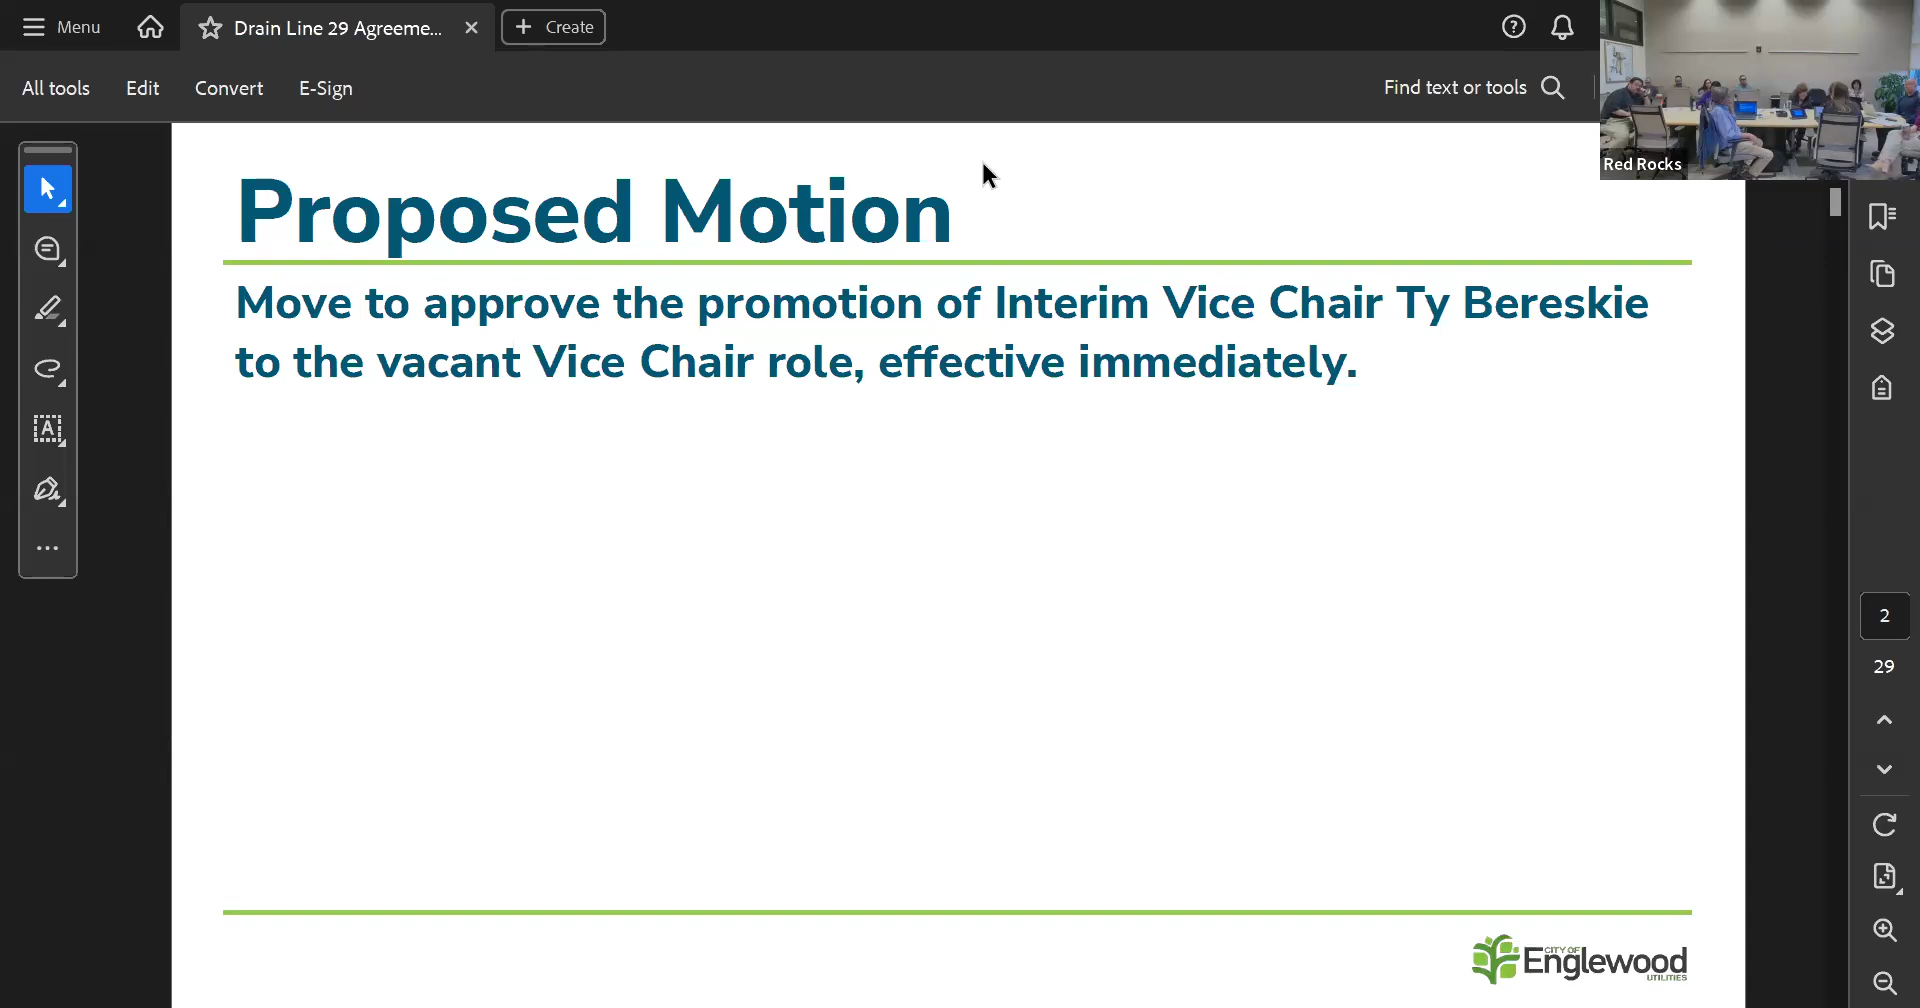 Menu
Drain Line 29 Agreeme...
Create
All tools
Edit
Convert
E-Sign
Find text or tools
Red Rocks
Proposed Motion
Move to approve the promotion of Interim Vice Chair Ty Bereskie
to the vacant Vice Chair role, effective immediately.
2
29
CITY OF
Englewood
UTILITIES